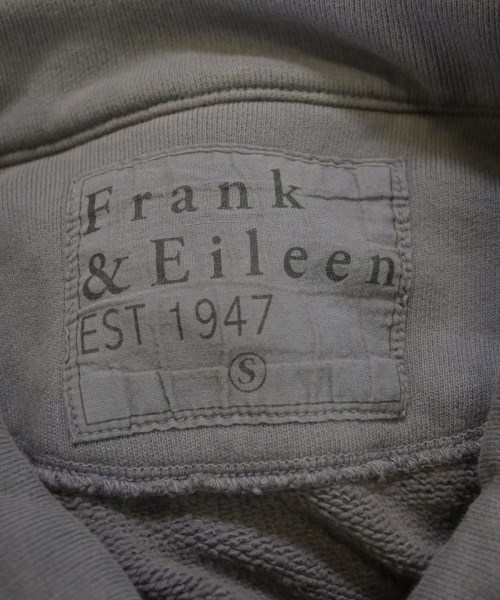 Frank
& Eileen
EST 1947
S